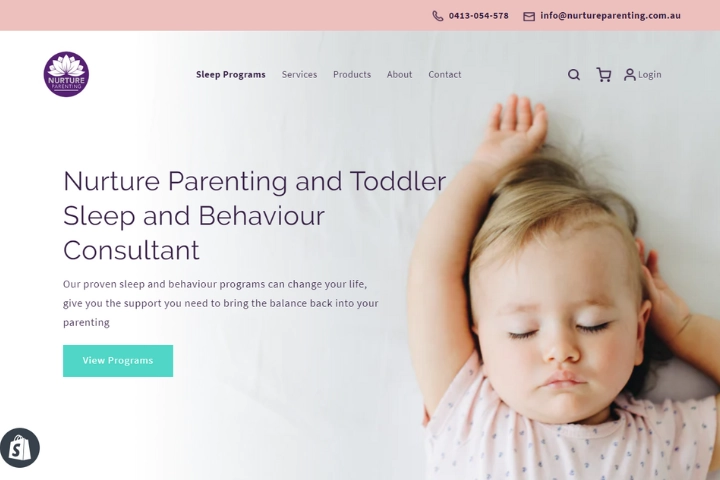 0413-054-578 info@nurtureparenting.com.au
NURTURE
PARENTING
Sleep Programs Services Products About Contact Login
Nurture Parenting and Toddler
Sleep and Behaviour
Consultant
Our proven sleep and behaviour programs can change your life,
give you the support you need to bring the balance back into your
parenting
View Programs
S